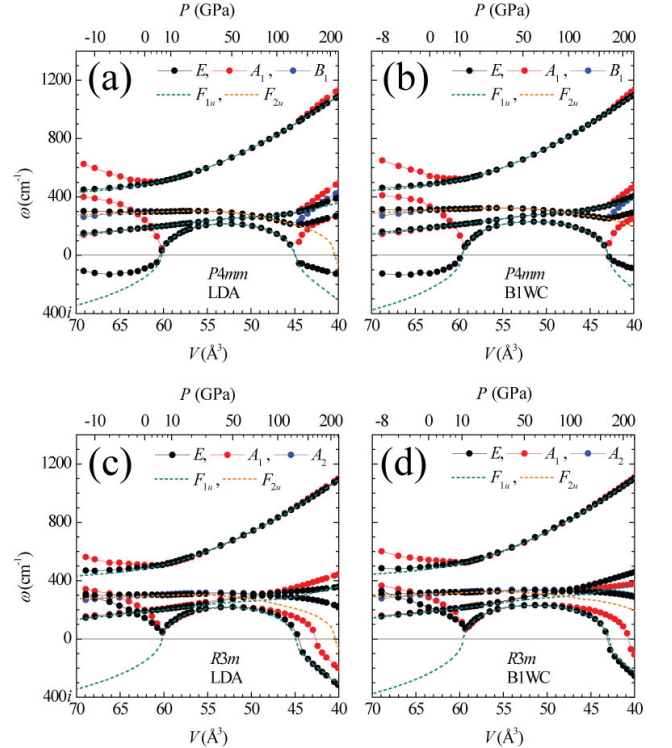 P (GPa)
-10 0 10 50 100 200
(a)
E, A₁, B₁
F₁ᵤ, F₂ᵤ
1200
800
400
0
400i
ω(cm⁻¹)
P4mm
LDA
70 65 60 55 50 45 40
V(Å³)
P (GPa)
-8 0 10 50 100 200
(b)
E, A₁, B₁
F₁ᵤ, F₂ᵤ
P4mm
B1WC
70 65 60 55 50 45 40
V(Å³)
P (GPa)
-10 0 10 50 100 200
(c)
E, A₁, A₂
F₁ᵤ, F₂ᵤ
1200
800
400
0
400i
ω(cm⁻¹)
R3m
LDA
70 65 60 55 50 45 40
V(Å³)
P (GPa)
-8 0 10 50 100 200
(d)
E, A₁, A₂
F₁ᵤ, F₂ᵤ
R3m
B1WC
70 65 60 55 50 45 40
V(Å³)